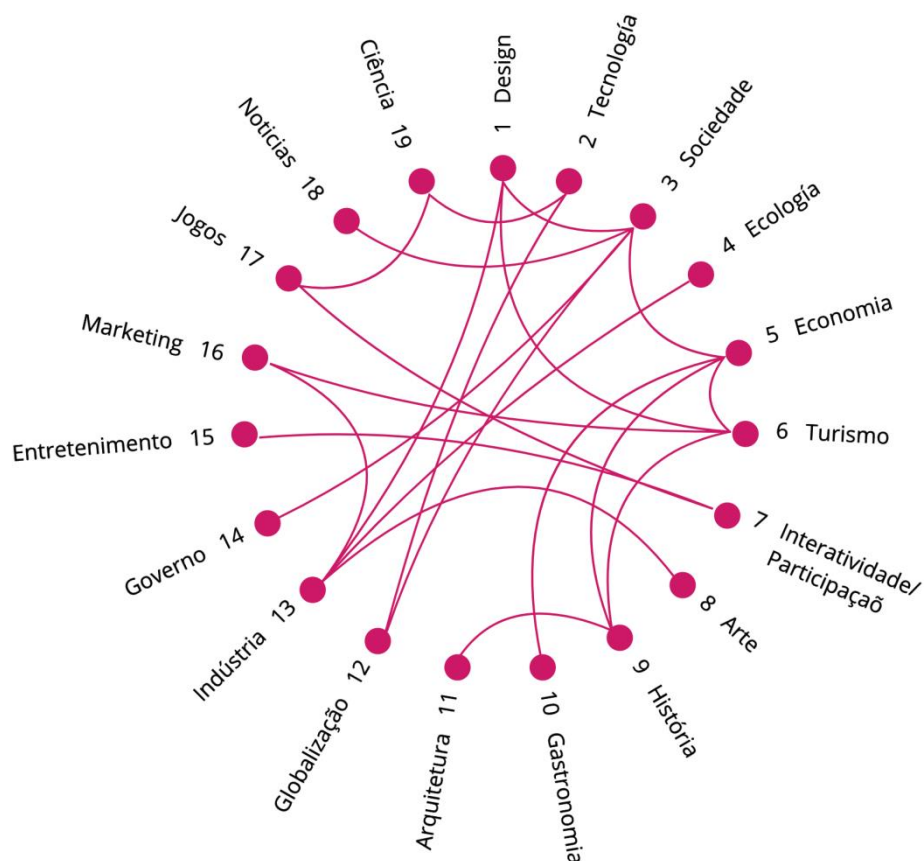 1 Design
2 Tecnología
3 Sociedade
4 Ecología
5 Economia
6 Turismo
7 Interatividade/
Participaçaõ
8 Arte
9 História
10 Gastronomia
Arquitetura 11
Globalização 12
Indústria 13
Governo 14
Entretenimento 15
Marketing 16
Jogos 17
Noticias 18
Ciência 19